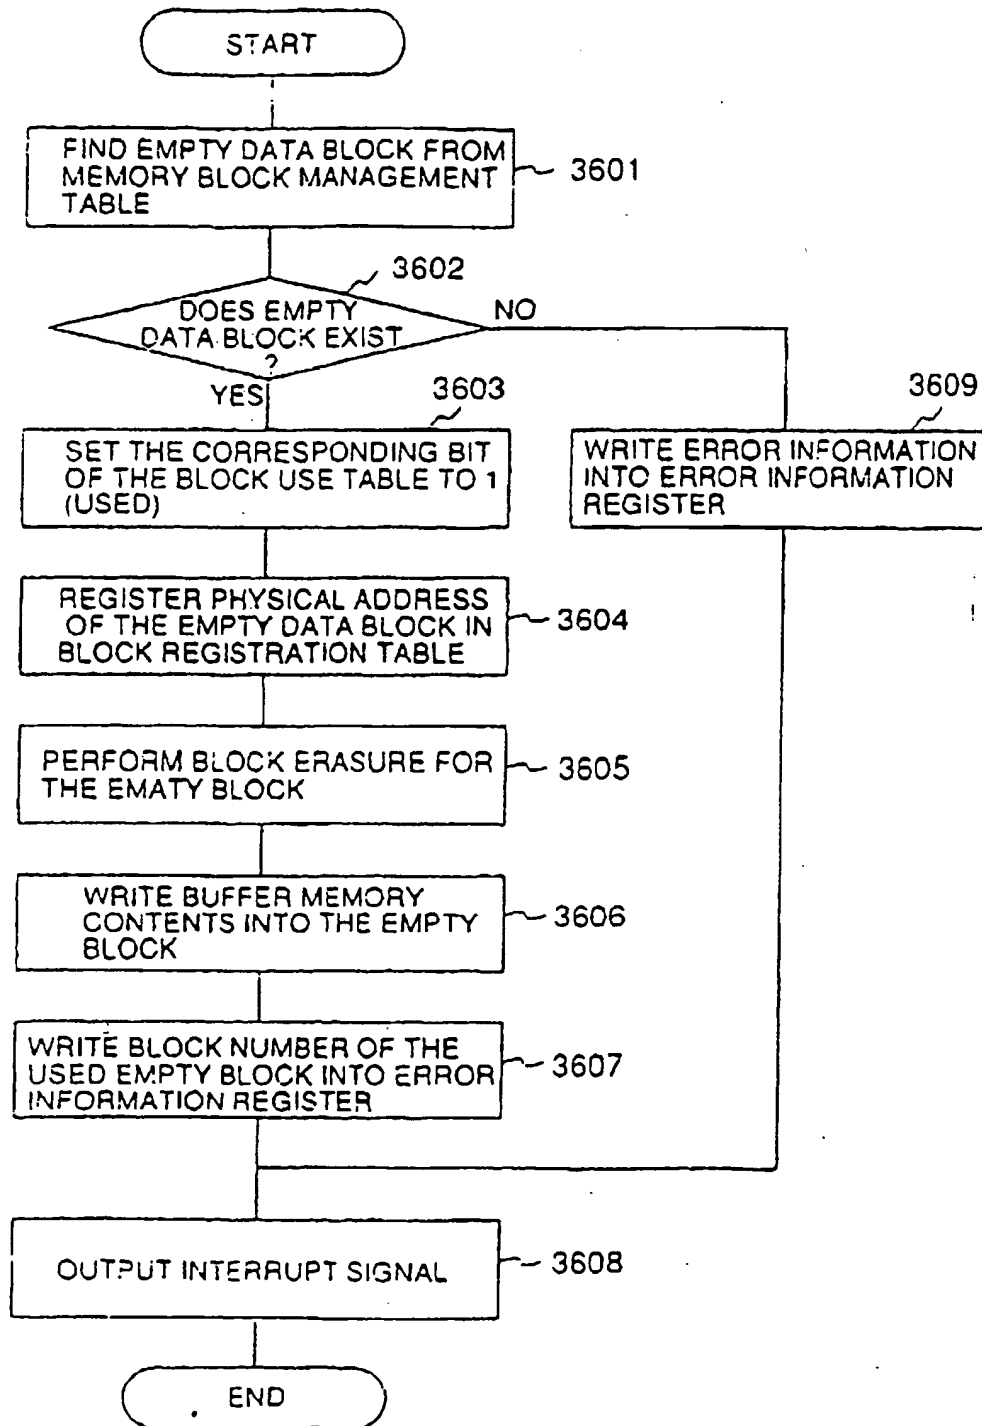 START
FIND EMPTY DATA BLOCK FROM
MEMORY BLOCK MANAGEMENT
TABLE
3601
3602
DOES EMPTY
DATA BLOCK EXIST
?
NO
YES
3603
SET THE CORRESPONDING BIT
OF THE BLOCK USE TABLE TO 1
(USED)
3609
WRITE ERROR INFORMATION
INTO ERROR INFORMATION
REGISTER
REGISTER PHYSICAL ADDRESS
OF THE EMPTY DATA BLOCK IN
BLOCK REGISTRATION TABLE
3604
PERFORM BLOCK ERASURE FOR
THE EMATY BLOCK
3605
WRITE BUFFER MEMORY
CONTENTS INTO THE EMPTY
BLOCK
3606
WRITE BLOCK NUMBER OF THE
USED EMPTY BLOCK INTO ERROR
INFORMATION REGISTER
3607
OUTPUT INTERRUPT SIGNAL
3608
END